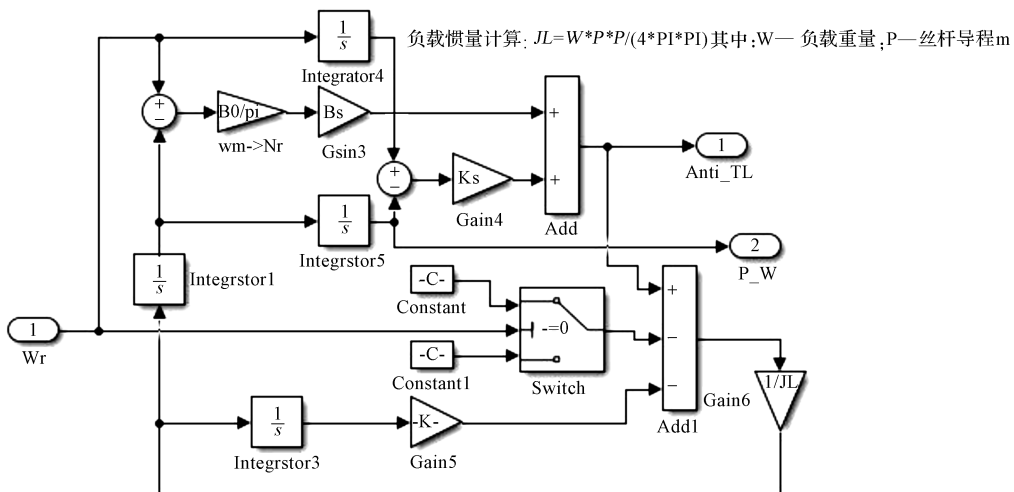 负载惯量计算: JL=W*P*P/(4*PI*PI)其中:W— 负载重量;P—丝杆导程m
1
s
Integrator4
+
−
B0/pi
wm->Nr
Bs
Gsin3
+
+
Add
1
Anti_TL
+
−
Ks
Gain4
1
s
Integrstor5
2
P_W
1
s
Integrstor1
-C-
Constant
1
Wr
-=0
Switch
-C-
Constant1
+
−
−
Add1
1/JL
Gain6
1
s
Integrstor3
-K-
Gain5